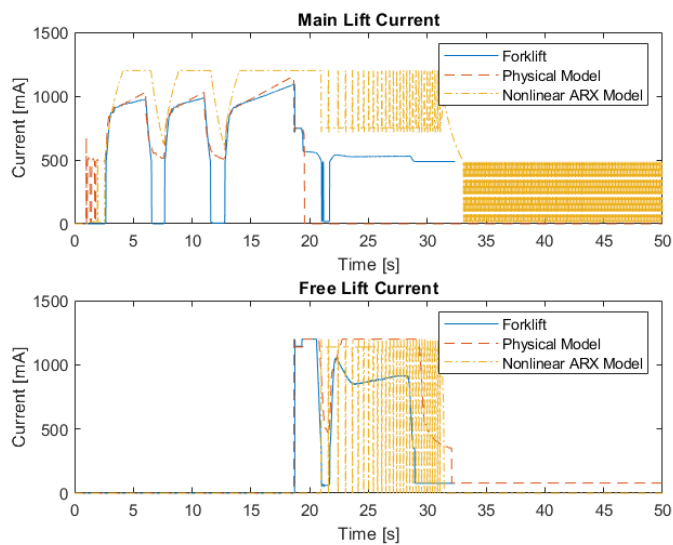 Main Lift Current
1500
1000
500
0
Current [mA]
Forklift
Physical Model
Nonlinear ARX Model
0 5 10 15 20 25 30 35 40 45 50
Time [s]
Free Lift Current
1500
1000
500
0
Current [mA]
Forklift
Physical Model
Nonlinear ARX Model
0 5 10 15 20 25 30 35 40 45 50
Time [s]